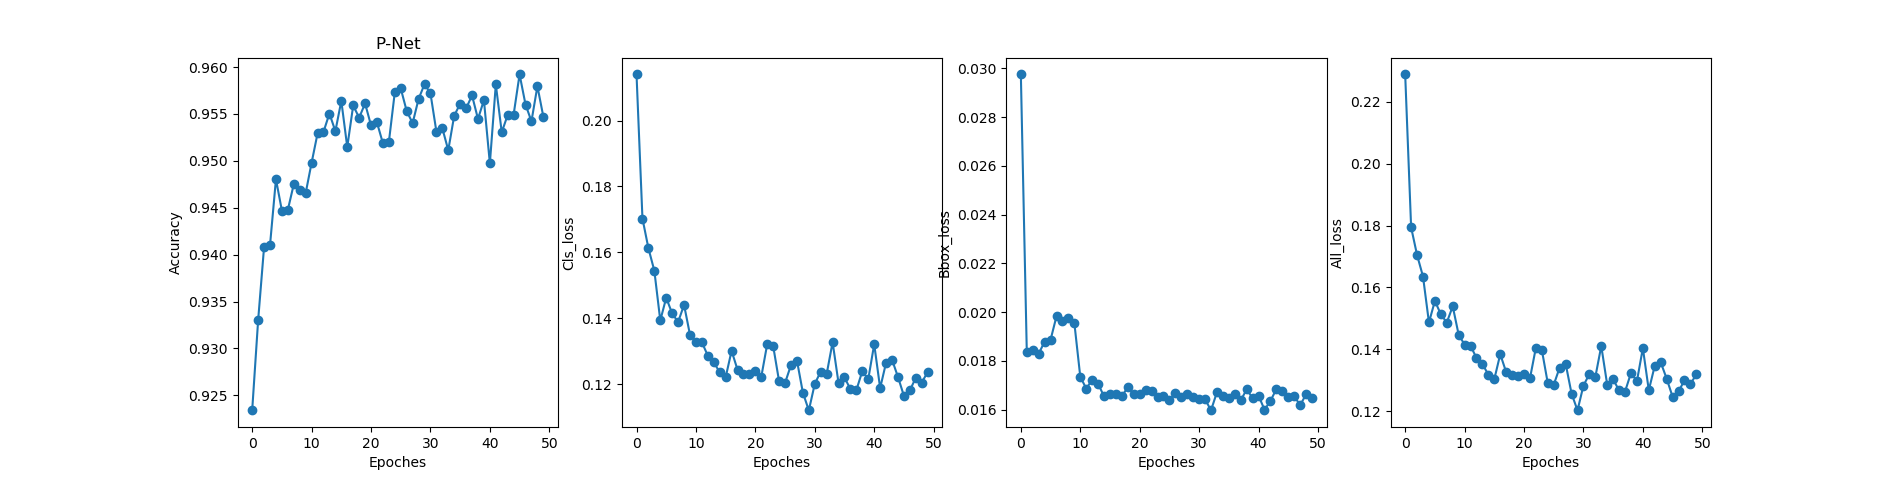 P-Net
0.960
0.955
0.950
0.945
0.940
0.935
0.930
0.925
Accuracy
0 10 20 30 40 50
Epoches
0.20
0.18
0.16
0.14
0.12
Cls_loss
0 10 20 30 40 50
Epoches
0.030
0.028
0.026
0.024
0.022
0.020
0.018
0.016
Bbox_loss
0 10 20 30 40 50
Epoches
0.22
0.20
0.18
0.16
0.14
0.12
All_loss
0 10 20 30 40 50
Epoches